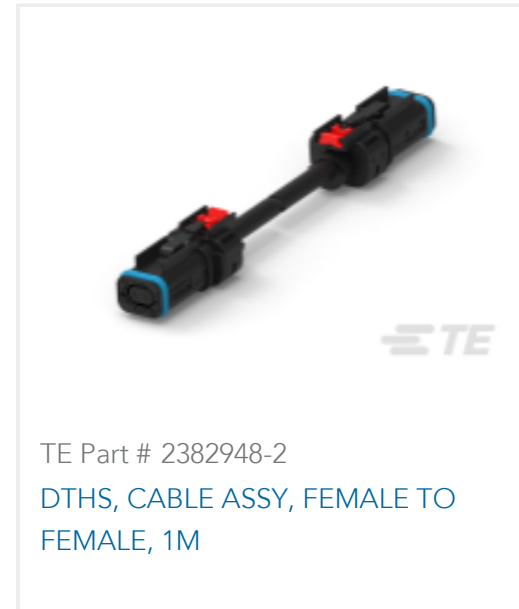 TE
TE Part # 2382948-2
DTHS, CABLE ASSY, FEMALE TO
FEMALE, 1M